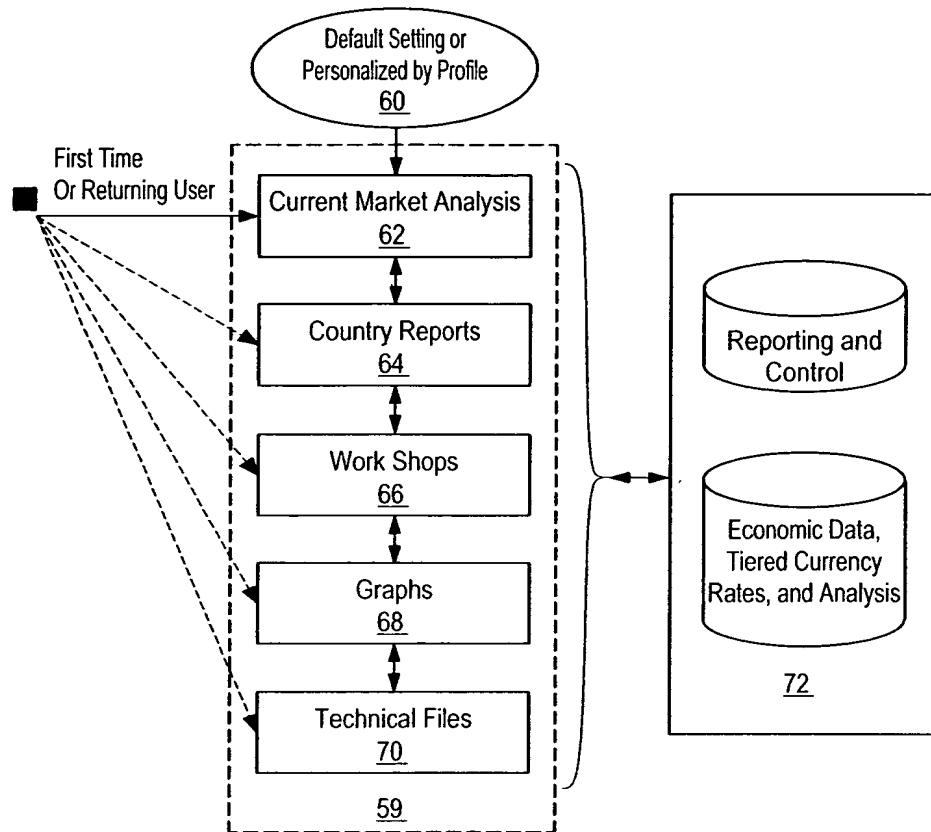 Default Setting or
Personalized by Profile
60
First Time
Or Returning User
Current Market Analysis
62
Country Reports
64
Work Shops
66
Graphs
68
Technical Files
70
59
Reporting and
Control
Economic Data,
Tiered Currency
Rates, and Analysis
72